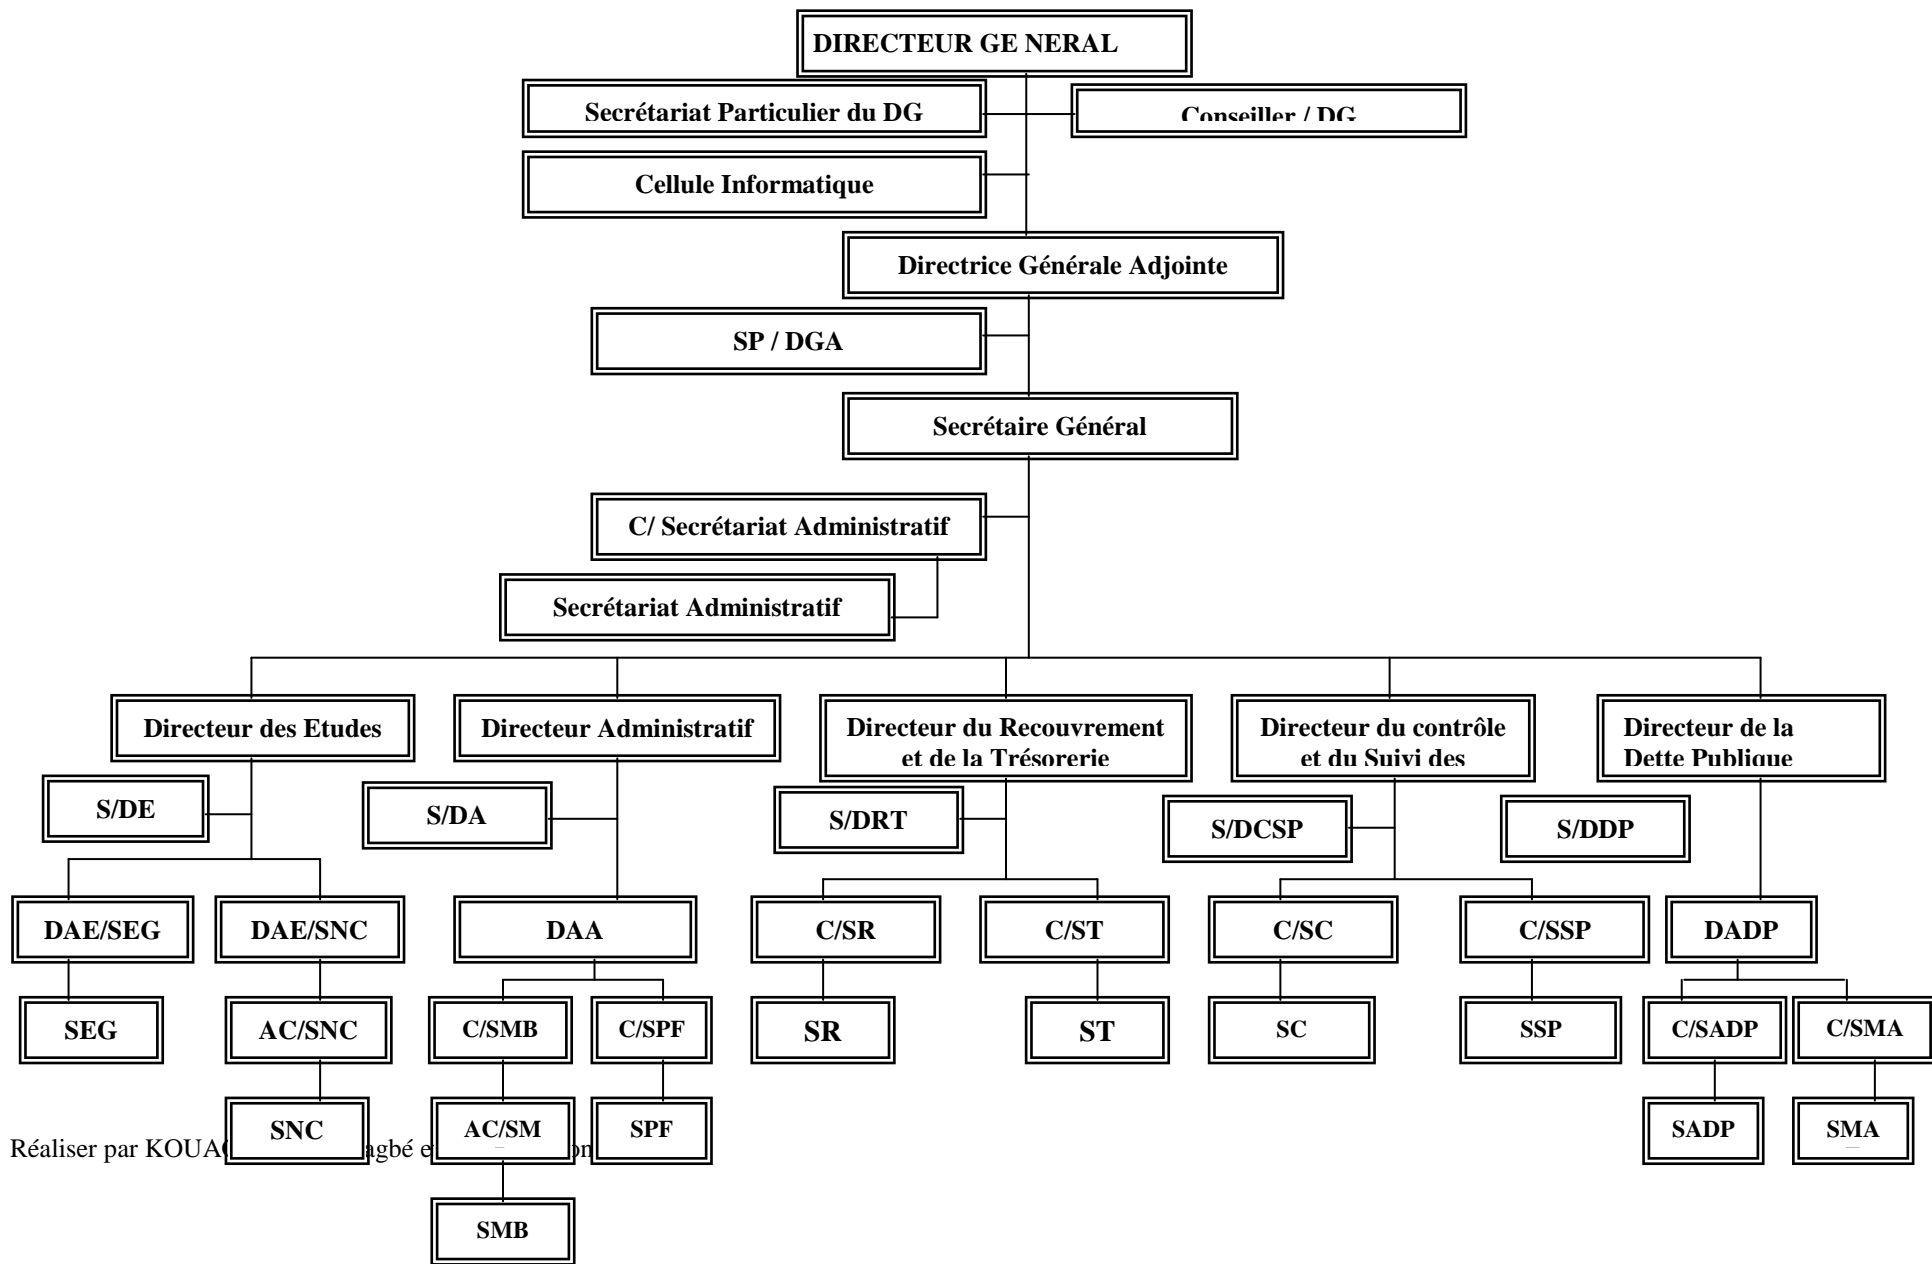 DIRECTEUR GE NERAL
Secrétariat Particulier du DG
Conseiller / DG
Cellule Informatique
Directrice Générale Adjointe
SP / DGA
Secrétaire Général
C/ Secrétariat Administratif
Secrétariat Administratif
Directeur des Etudes
Directeur Administratif
Directeur du Recouvrement
et de la Trésorerie
Directeur du contrôle
et du Suivi des
Directeur de la
Dette Publique
S/DE
S/DA
S/DRT
S/DCSP
S/DDP
DAE/SEG
DAE/SNC
DAA
C/SR
C/ST
C/SC
C/SSP
DADP
SEG
AC/SNC
C/SMB
C/SPF
SR
ST
SC
SSP
C/SADP
C/SMA
SNC
AC/SM
SPF
SADP
SMA
Réaliser par
SMB